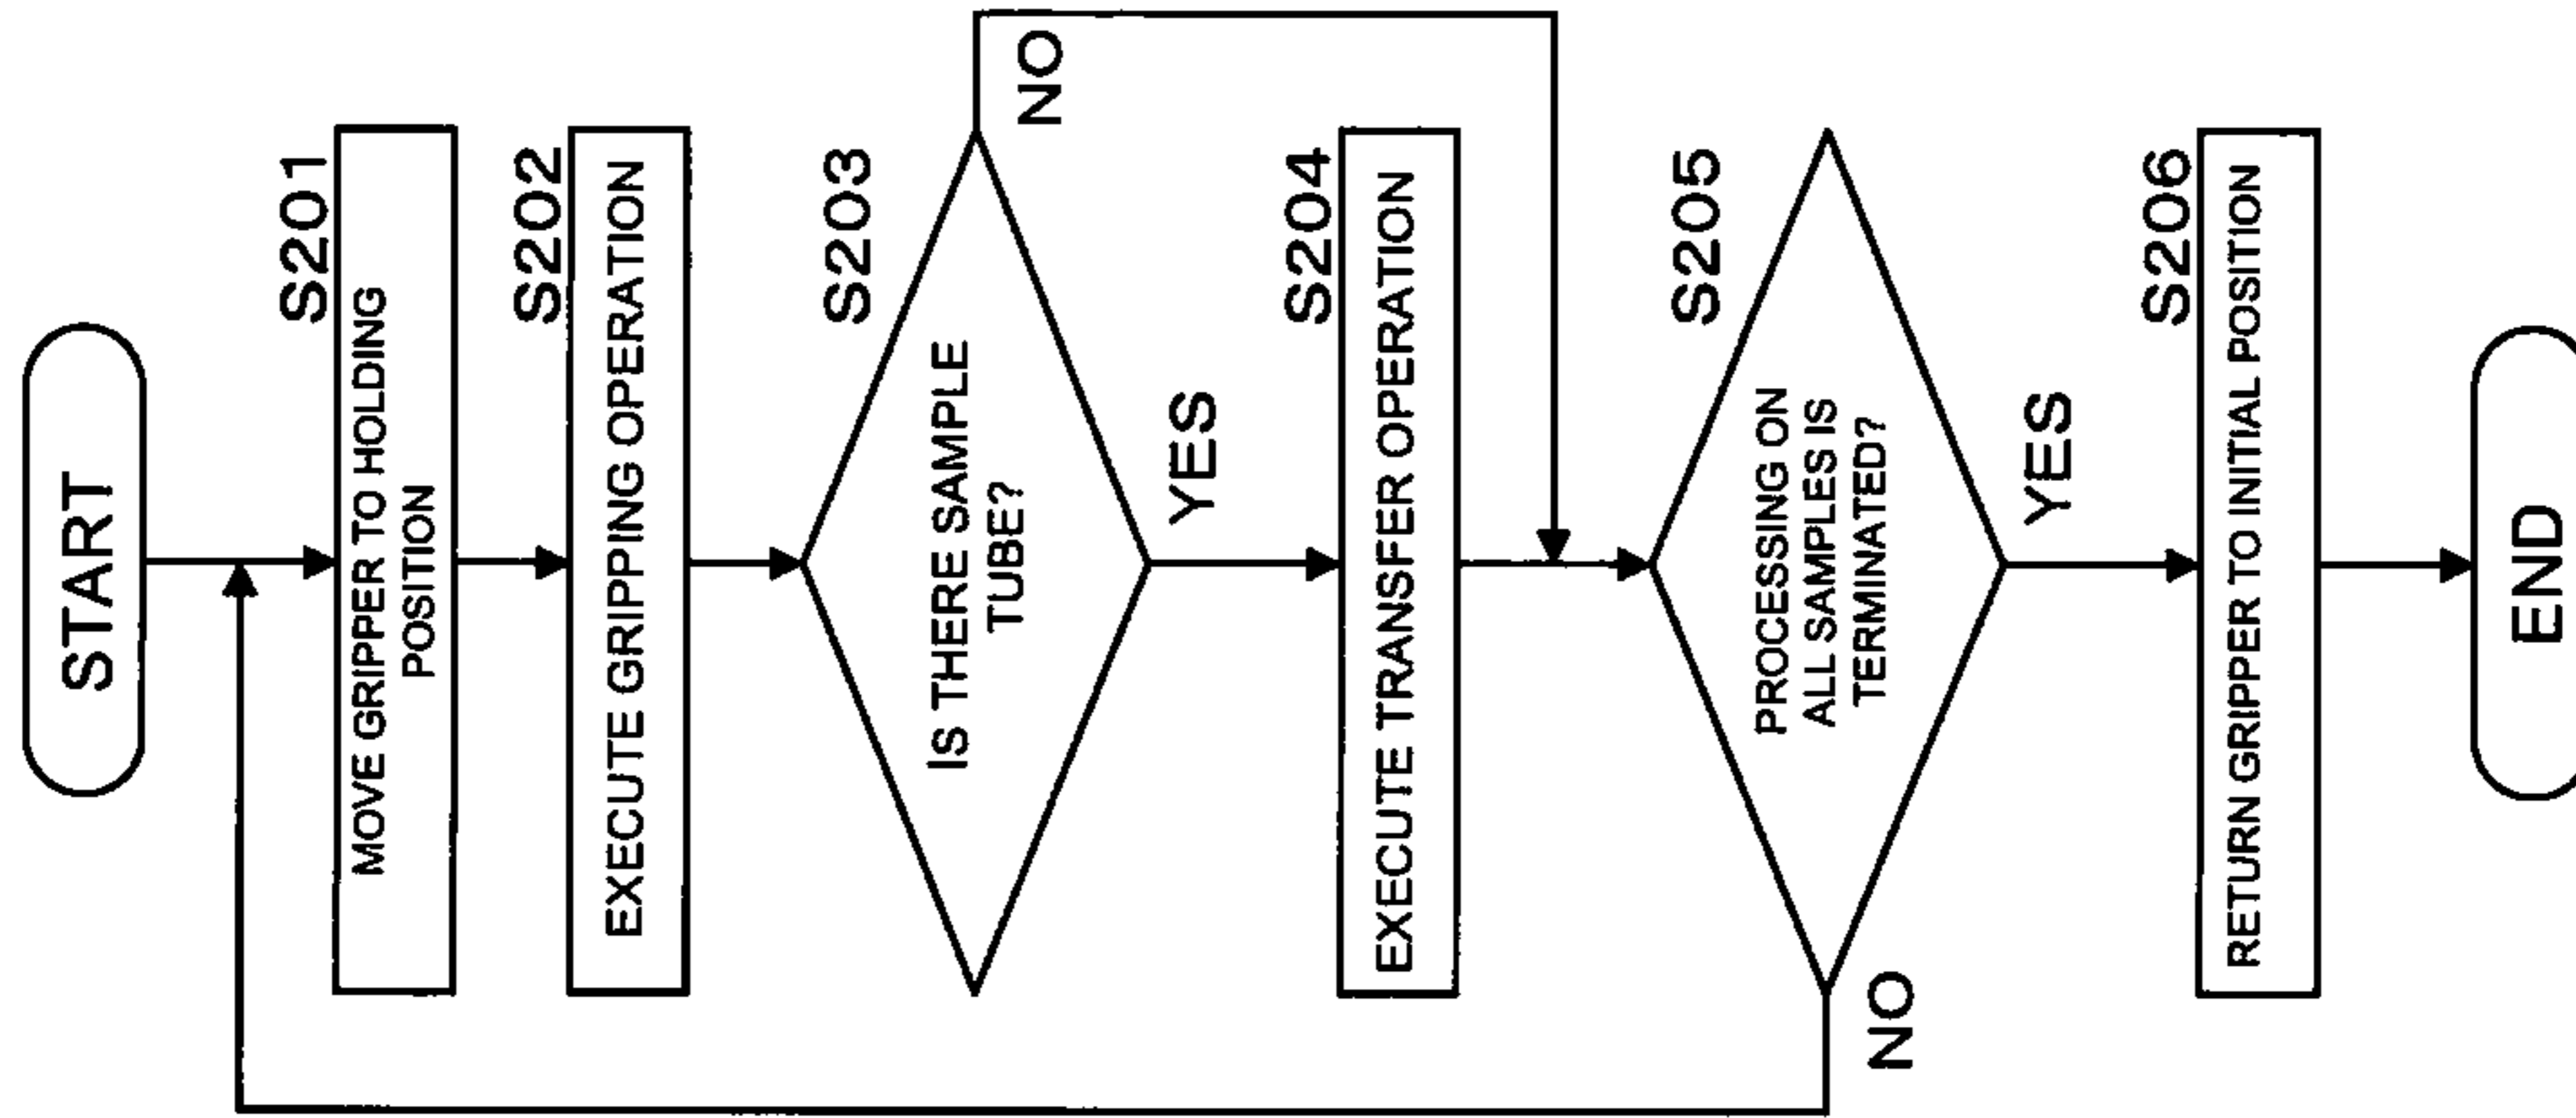 START
S201
MOVE GRIPPER TO HOLDING
POSITION
S202
EXECUTE GRIPPING OPERATION
S203
IS THERE SAMPLE
TUBE?
NO
YES
S204
EXECUTE TRANSFER OPERATION
S205
PROCESSING ON
ALL SAMPLES IS
TERMINATED?
NO
YES
S206
RETURN GRIPPER TO INITIAL POSITION
END